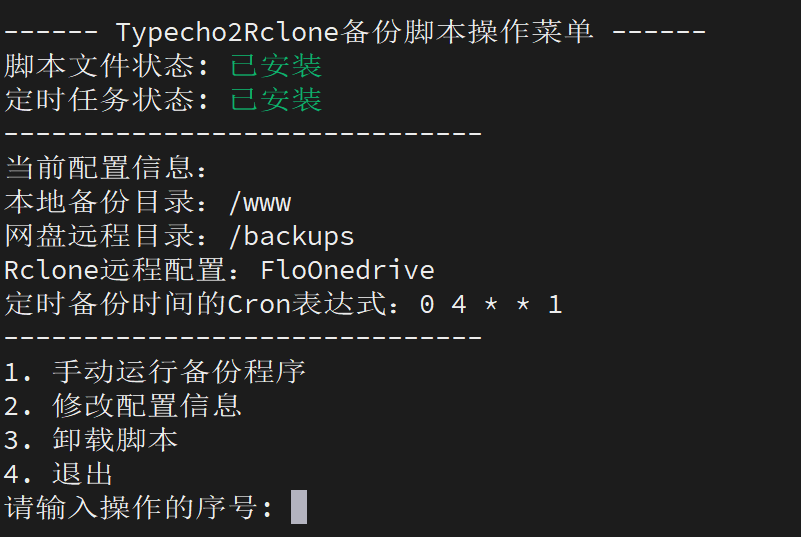 ------ Typecho2Rclone备份脚本操作菜单 ------
脚本文件状态: 已安装
定时任务状态: 已安装
------------------------------
当前配置信息:
本地备份目录: /www
网盘远程目录: /backups
Rclone远程配置: FloOnedrive
定时备份时间的Cron表达式: 0 4 * * 1
------------------------------
1. 手动运行备份程序
2. 修改配置信息
3. 卸载脚本
4. 退出
请输入操作的序号: